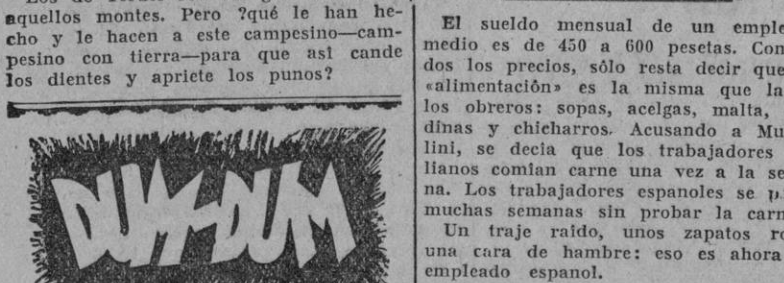 aquellos montes. Pero ?qué le han he-
cho y le hacen a este campesino—cam-
pesino con tierra—para que así cande
los dientes y apriete los punos?
DUM-DUM
El sueldo mensual de un emple
medio es de 450 a 600 pesetas. Con
dos los precios, sólo resta decir que
«alimentación» es la misma que la
los obreros: sopas, acelgas, malta,
dinas y chicharros. Acusando a Mu
lini, se decia que los trabajadores
lianos comían carne una vez a la se
na. Los trabajadores espanoles se p
muchas semanas sin probar la carn
Un traje raído, unos zapatos ro
una cara de hambre: eso es ahora
empleado espanol.